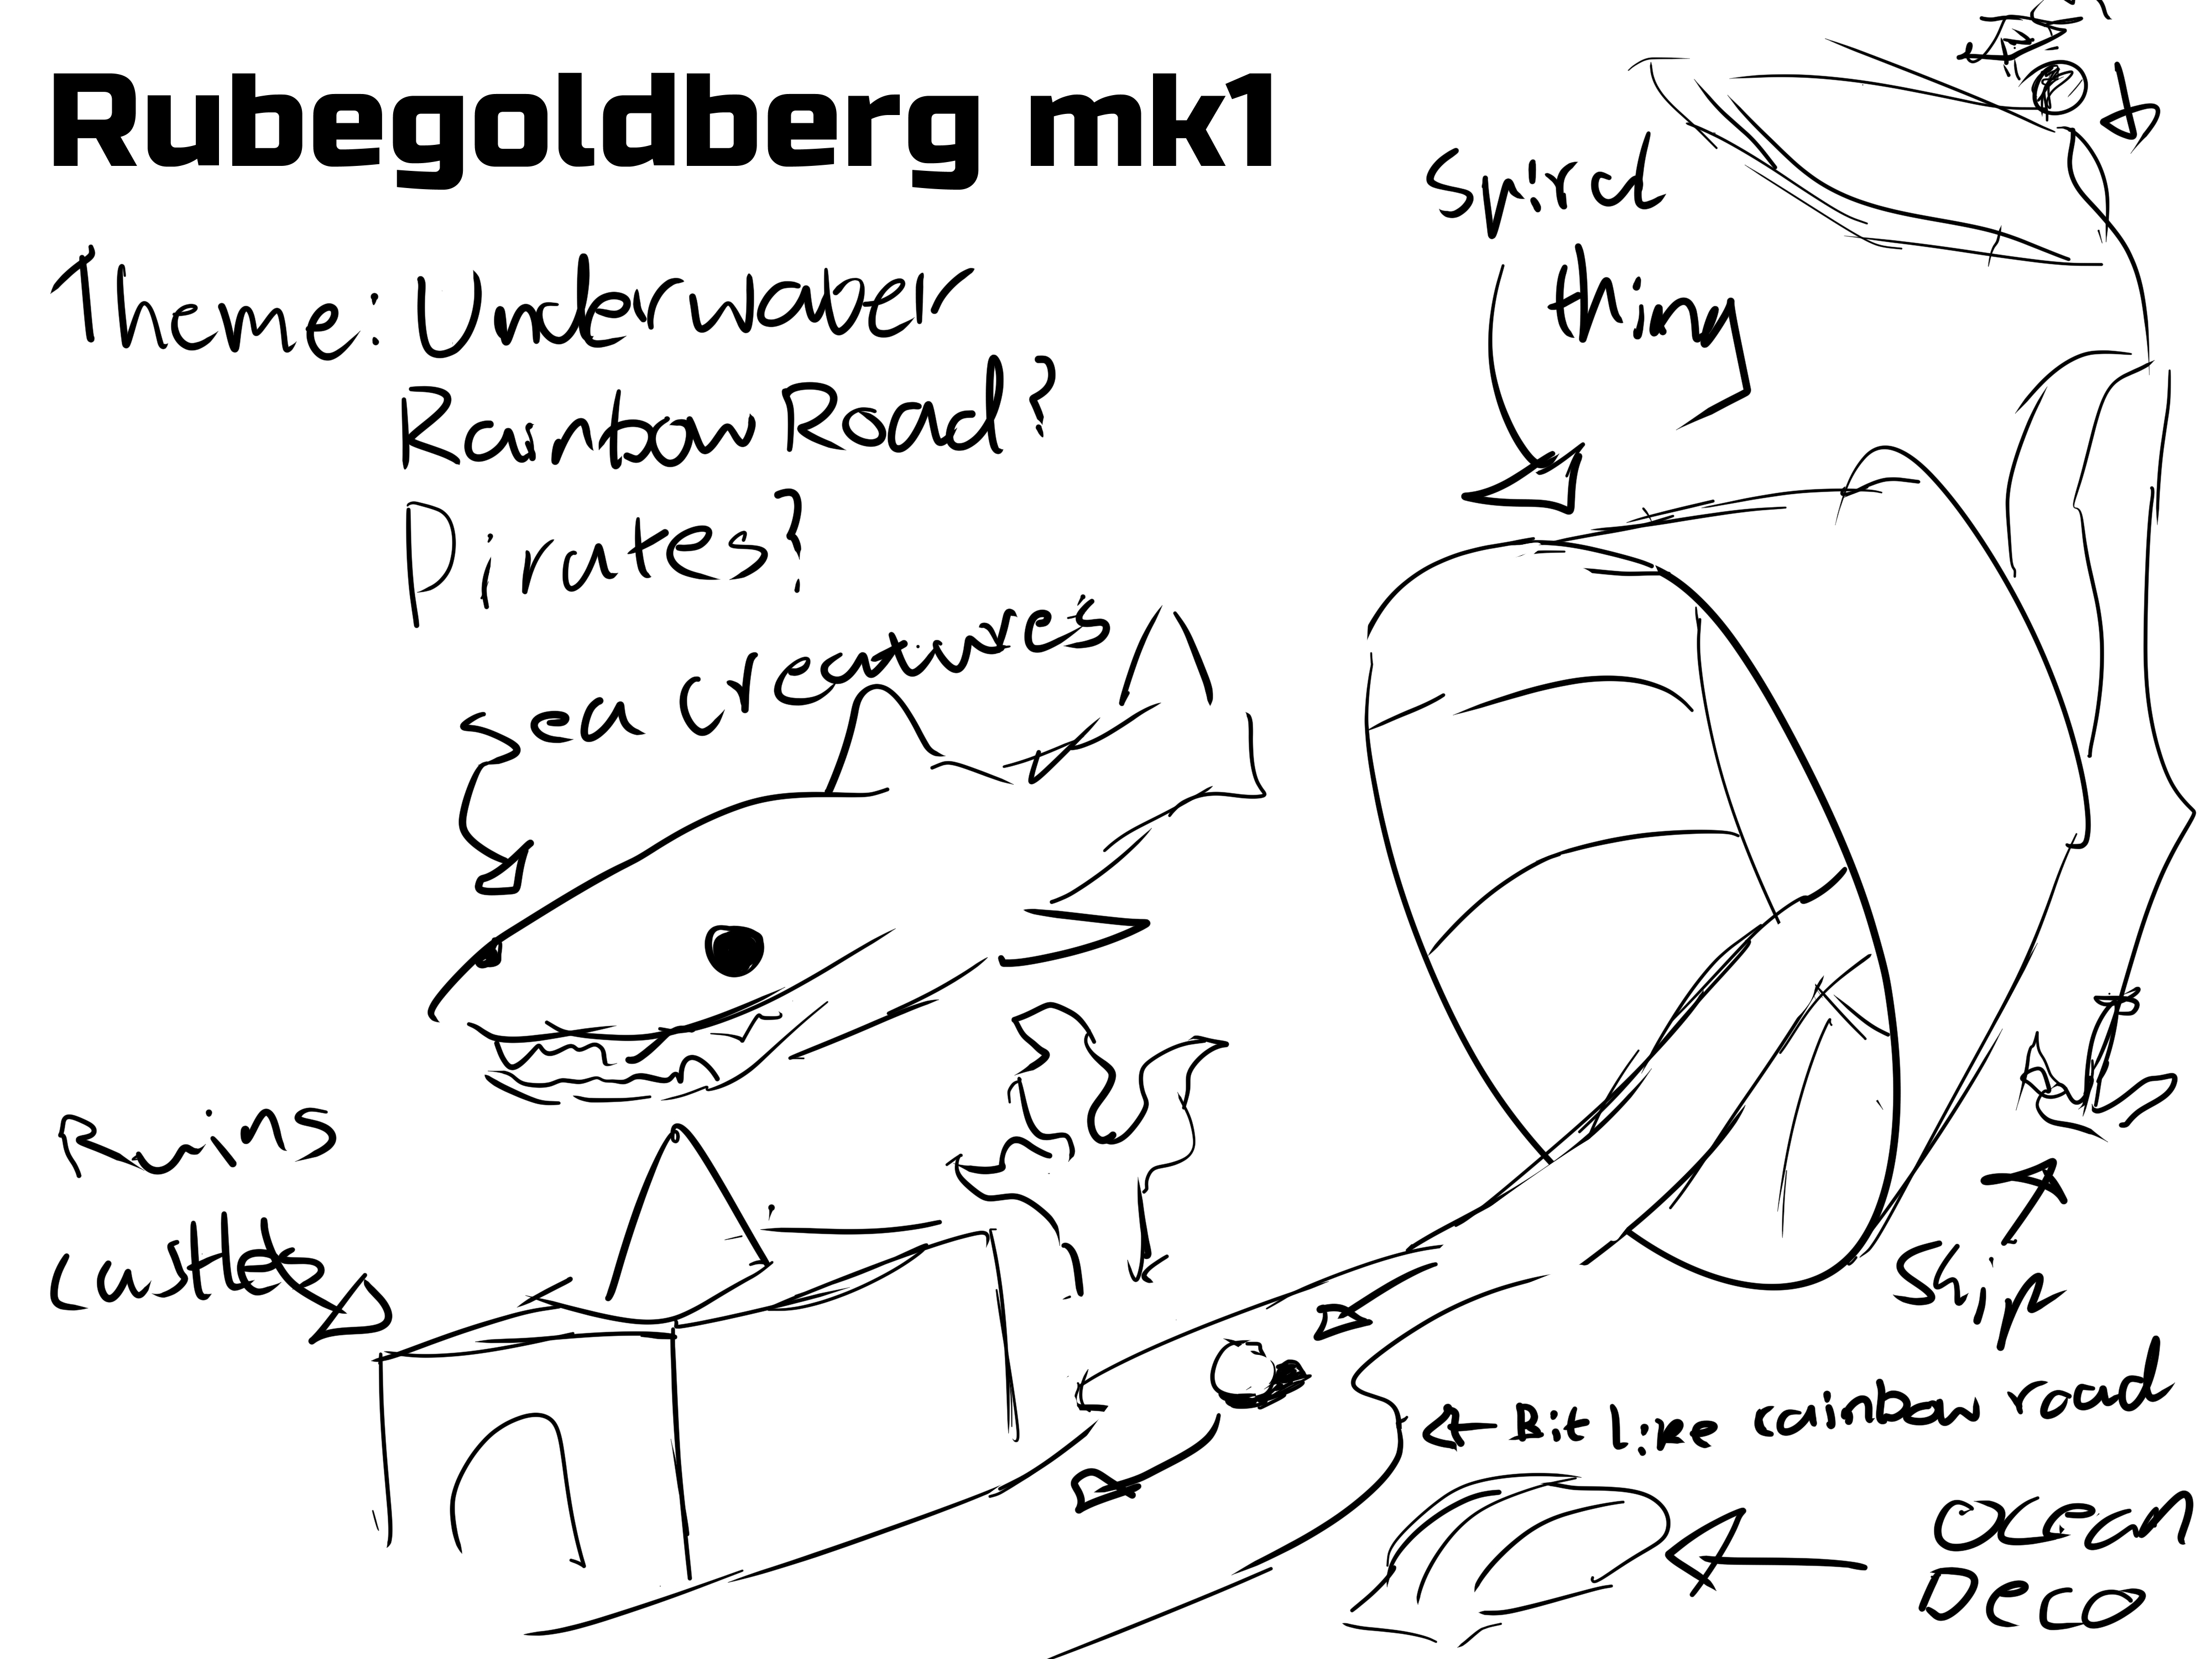 Rubegoldberg mk1
Theme: Underwater
Rainbow Road?
Pirates?
Spiral
thing
Sea creatures
Ruins
Castle
Ship
Bit like rainbow road
Ocean
Deco